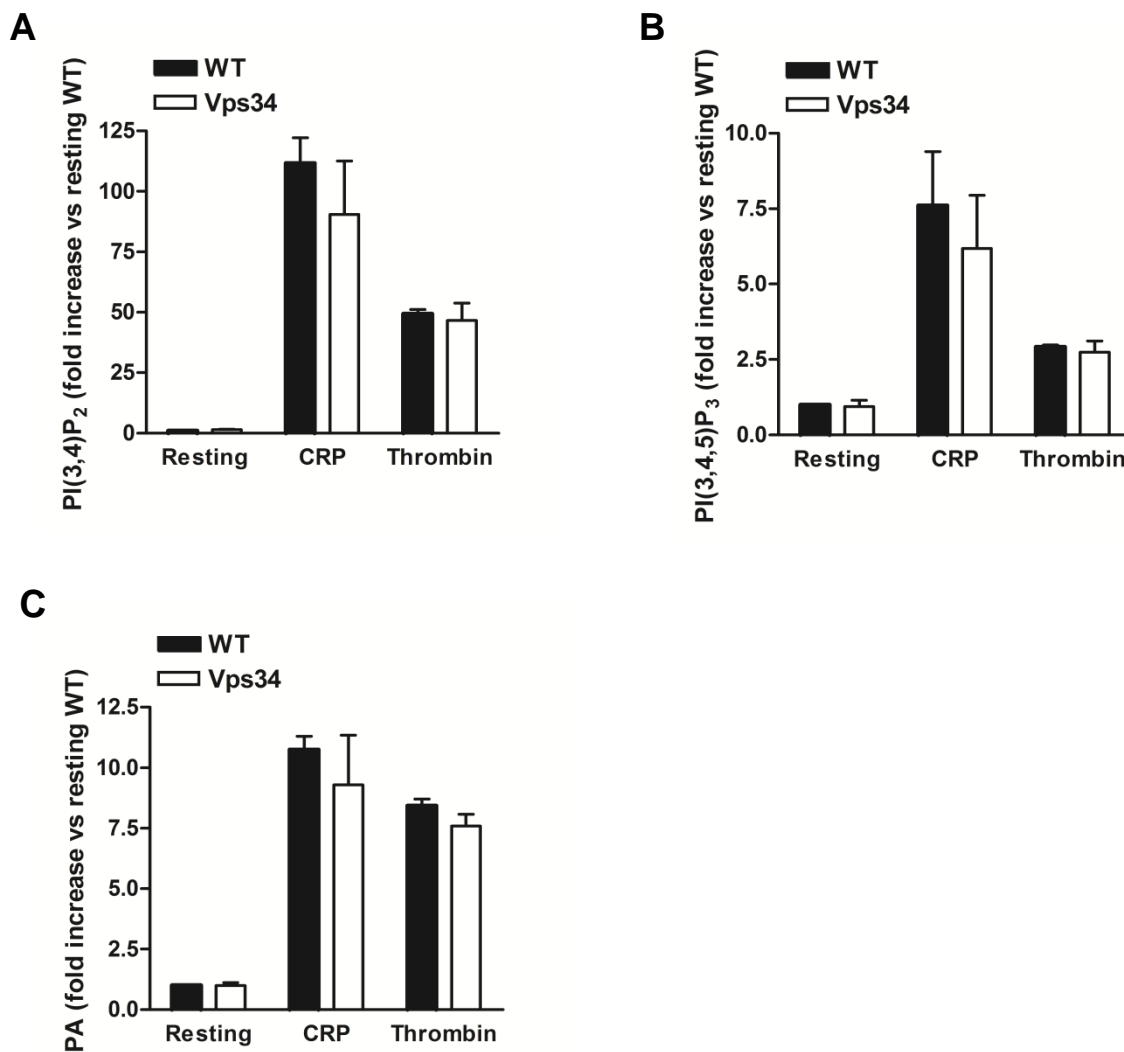 A
WT
Vps34
PI(3,4)P2 (fold increase vs resting WT)
125
100
75
50
25
0
Resting CRP Thrombin
B
WT
Vps34
PI(3,4,5)P3 (fold increase vs resting WT)
10.0
7.5
5.0
2.5
0.0
Resting CRP Thrombin
C
WT
Vps34
PA (fold increase vs resting WT)
12.5
10.0
7.5
5.0
2.5
0.0
Resting CRP Thrombin